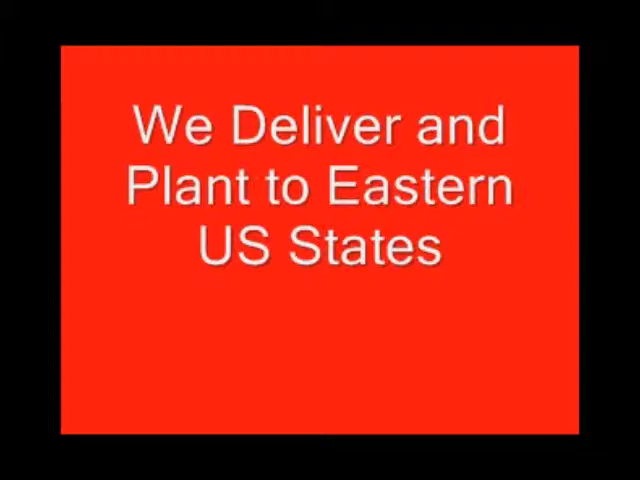 We Deliver and
Plant to Eastern
US States